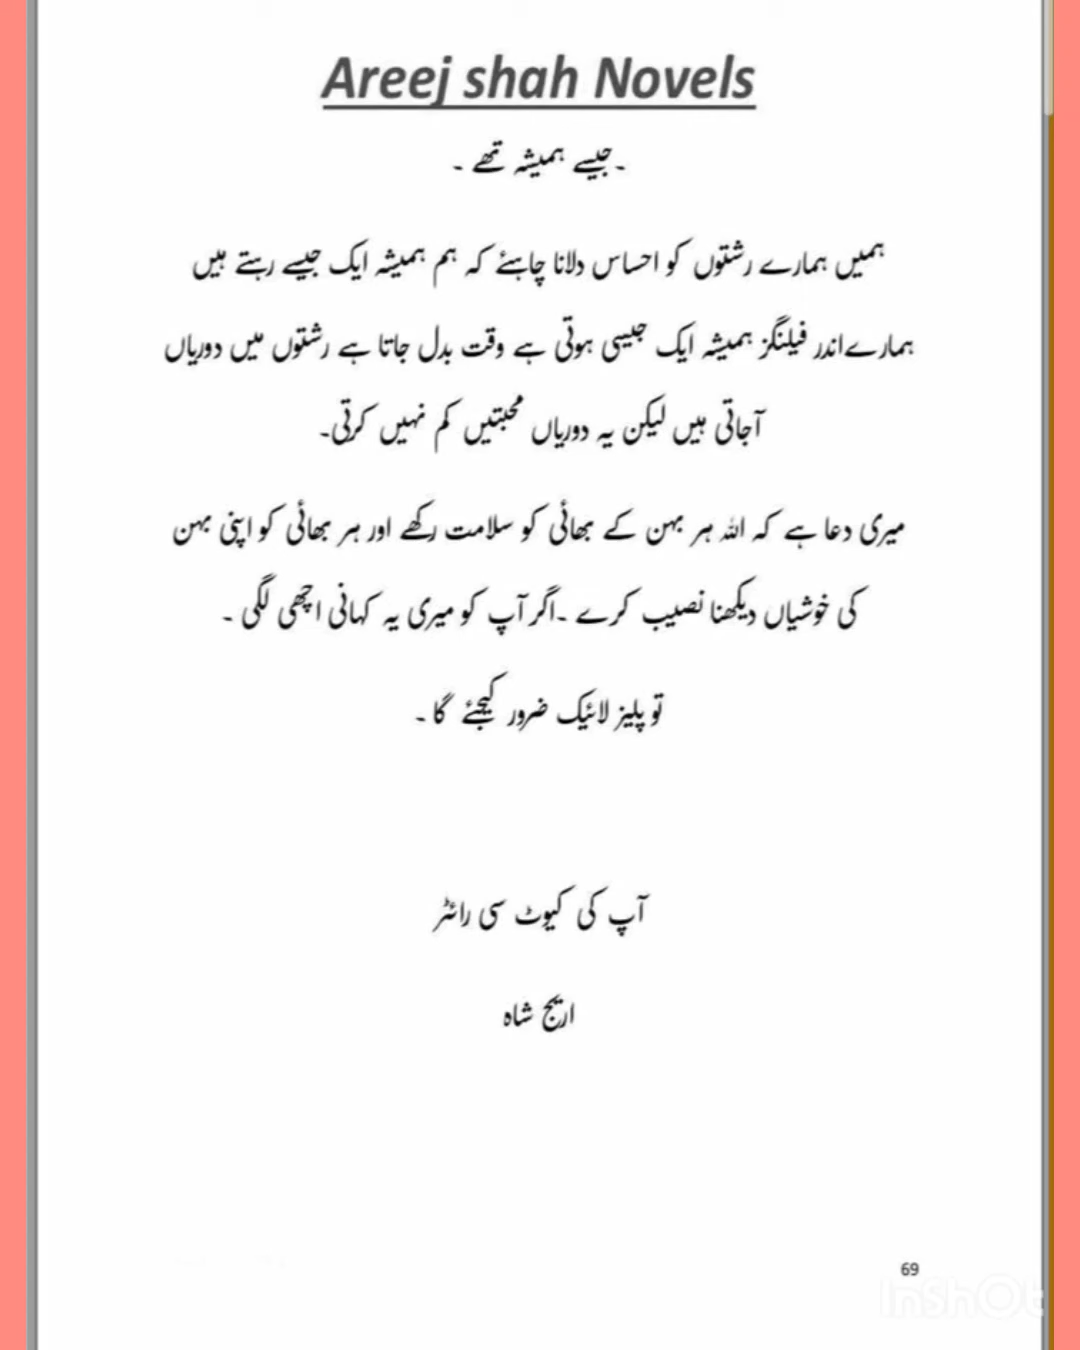 Areej shah Novels
۔جیسے ہمیشہ تھے ۔
ہمیں ہمارے رشتوں کو احساس دلانا چاہئے کہ ہم ہمیشہ ایک جیسے رہتے ہیں
ہمارےاندر فیلنگز ہمیشہ ایک جیسی ہوتی ہے وقت بدل جاتا ہے رشتوں میں دوریاں
آجاتی ہیں لیکن یہ دوریاں محبتیں کم نہیں کرتی۔
میری دعا ہے کہ اللہ ہر بہن کے بھائی کو سلامت رکھے اور ہر بھائی کو اپنی بہن
کی خوشیاں دیکھنا نصیب کرے ۔اگر آپ کو میری یہ کہانی اچھی لگی ۔
تو پلیز لائیک ضرور کیجئے گا ۔
آپ کی کیوٹ سی رائٹر
اریج شاہ
69
InShOt